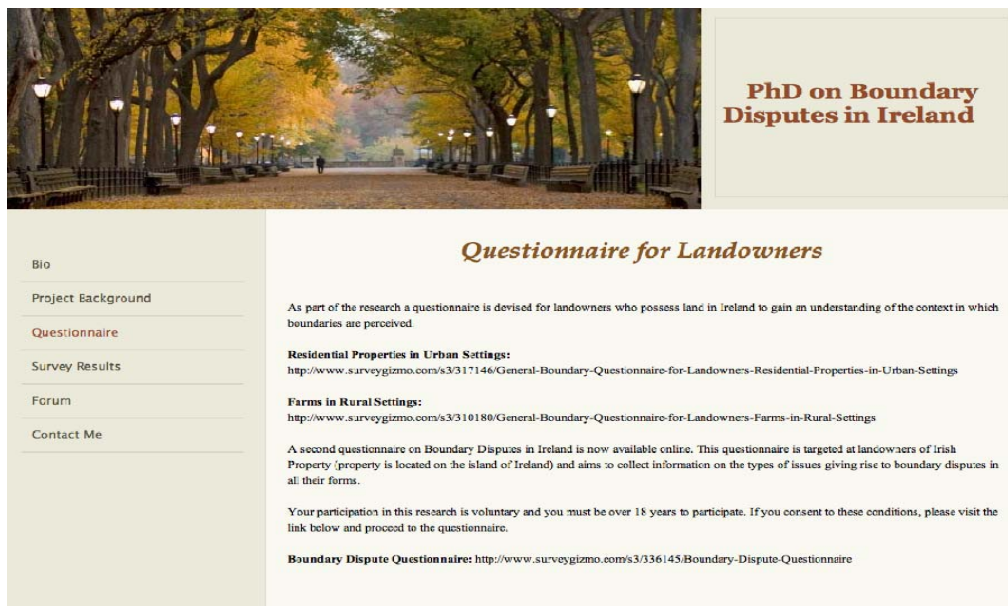 PhD on Boundary
Disputes in Ireland
Bio
Project Background
Questionnaire
Survey Results
Forum
Contact Me
Questionnaire for Landowners
As part of the research a questionnaire is devised for landowners who possess land in Ireland to gain an understanding of the context in which
boundaries are perceived
Residential Properties in Urban Settings:
http://www.surveygizmo.com/s3/317146/General-Boundary-Questionnaire-for-Landowners-Residential-Properties-in-Urban-Settings
Farms in Rural Settings:
http://www.surveygizmo.com/s3/310180/General-Boundary-Questionnaire-for-Landowners-Farms-in-Rural-Settings
A second questionnaire on Boundary Disputes in Ireland is now available online. This questionnaire is targeted at landowners of Irish
Property (property is located on the island of Ireland) and aims to collect information on the types of issues giving rise to boundary disputes in
all their forms.
Your participation in this research is voluntary and you must be over 18 years to participate. If you consent to these conditions, please visit the
link below and proceed to the questionnaire.
Boundary Dispute Questionnaire: http://www.surveygizmo.com/s3/336145/Boundary-Dispute-Questionnaire